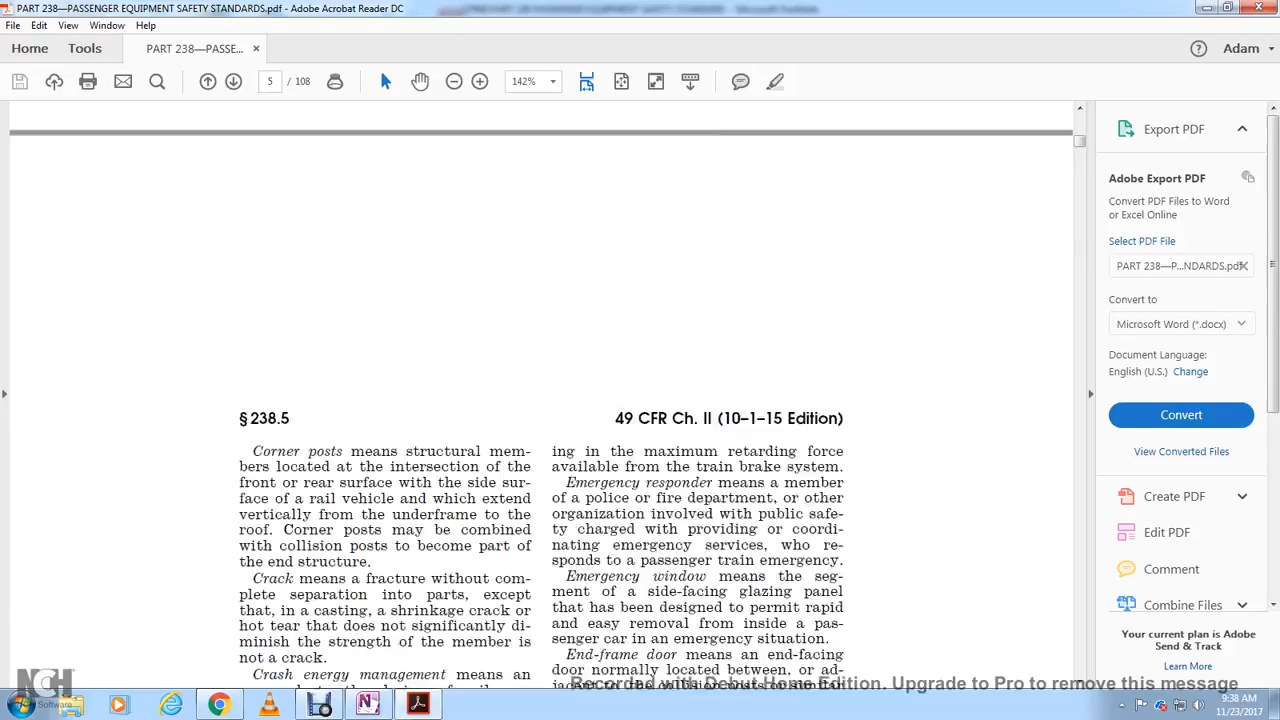 PART 238—PASSENGER EQUIPMENT SAFETY STANDARDS.pdf - Adobe Acrobat Reader DC
File Edit View Window Help
Home Tools PART 238—PASSE... × Adam
5 / 108 142%
Export PDF
Adobe Export PDF
Convert PDF Files to Word
or Excel Online
Select PDF File
PART 238—P...NDARDS.pdf
Convert to
Microsoft Word (*.docx)
Document Language:
English (U.S.) Change
Convert
View Converted Files
Create PDF
Edit PDF
Comment
Combine Files
Your current plan is Adobe
Send & Track
Learn More
§ 238.5
49 CFR Ch. II (10–1–15 Edition)
Corner posts means structural mem-
bers located at the intersection of the
front or rear surface with the side sur-
face of a rail vehicle and which extend
vertically from the underframe to the
roof. Corner posts may be combined
with collision posts to become part of
the end structure.
Crack means a fracture without com-
plete separation into parts, except
that, in a casting, a shrinkage crack or
hot tear that does not significantly di-
minish the strength of the member is
not a crack.
Crash energy management means an
ing in the maximum retarding force
available from the train brake system.
Emergency responder means a member
of a police or fire department, or other
organization involved with public safe-
ty charged with providing or coordi-
nating emergency services, who re-
sponds to a passenger train emergency.
Emergency window means the seg-
ment of a side-facing glazing panel
that has been designed to permit rapid
and easy removal from inside a pas-
senger car in an emergency situation.
End-frame door means an end-facing
door normally located between, or ad-
Recorded with Debut Home Edition. Upgrade to Pro to remove this message
NCH Software
9:38 AM
11/23/2017